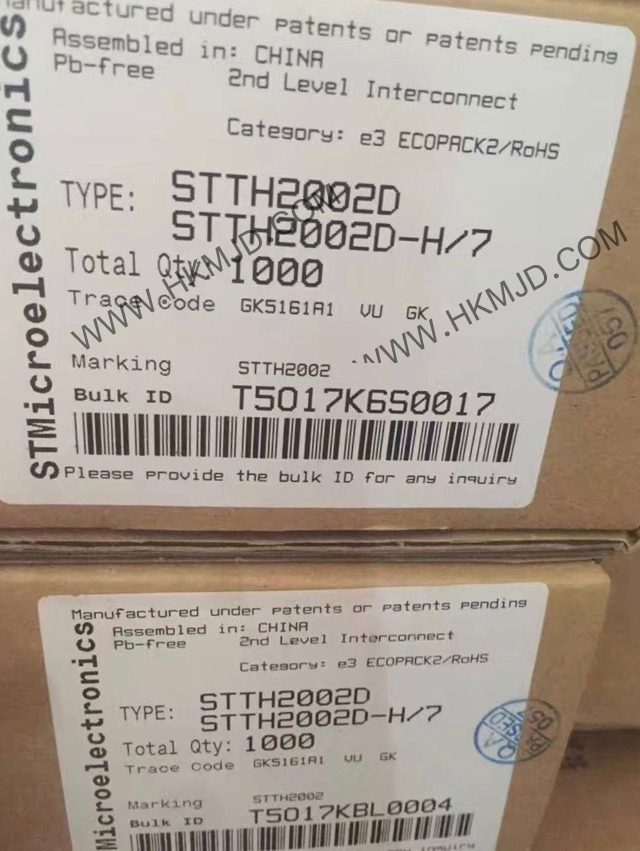 Manufactured under patents or patents pending
Assembled in: CHINA
Pb-free 2nd Level Interconnect
Category: e3 ECOPACK2/RoHS
TYPE: STTH2002D
STTH2002D-H/7
Total Qty: 1000
Trace Code GK5161A1 VU GK
Marking STTH2002
Bulk ID T5017K6S0017
Please provide the bulk ID for any inquiry
STMicroelectronics
WWW.HKMJD.COM
WWW.HKMJD.COM
QA
PASSED
057
Manufactured under patents or patents pending
Assembled in: CHINA
Pb-free 2nd Level Interconnect
Category: e3 ECOPACK2/RoHS
TYPE: STTH2002D
STTH2002D-H/7
Total Qty: 1000
Trace Code GK5161A1 VU GK
Marking STTH2002
Bulk ID T5017KBL0004
Microelectronics
QA
PASSED
057